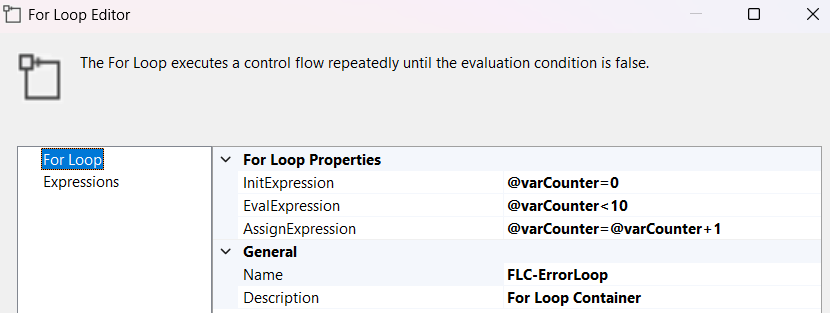 For Loop Editor
The For Loop executes a control flow repeatedly until the evaluation condition is false.
For Loop
Expressions
For Loop Properties
InitExpression @varCounter=0
EvalExpression @varCounter<10
AssignExpression @varCounter=@varCounter+1
General
Name FLC-ErrorLoop
Description For Loop Container